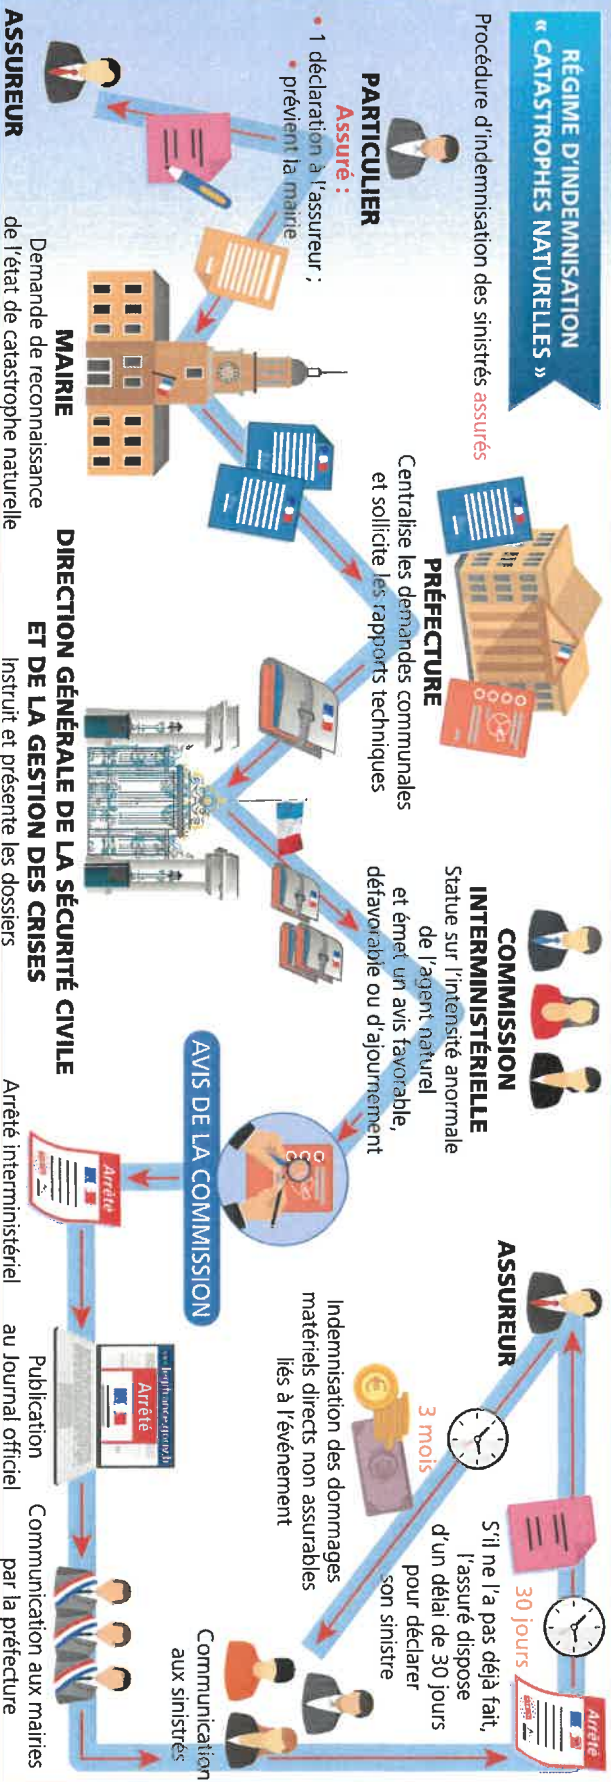 RÉGIME D'INDEMNISATION
« CATASTROPHES NATURELLES »
Procédure d'indemnisation des sinistrés assurés
PARTICULIER
Assuré :
• 1 déclaration à l'assureur ;
• prévient la mairie
ASSUREUR
MAIRIE
Demande de reconnaissance
de l'état de catastrophe naturelle
PRÉFECTURE
Centralise les demandes communales
et sollicite les rapports techniques
DIRECTION GÉNÉRALE DE LA SÉCURITÉ CIVILE
ET DE LA GESTION DES CRISES
Instruit et présente les dossiers
COMMISSION
INTERMINISTÉRIELLE
Statue sur l'intensité anormale
de l'agent naturel
et émet un avis favorable,
défavorable ou d'ajournement
AVIS DE LA COMMISSION
Arrêté
Arrêté interministériel
Arrêté
Publication
au Journal officiel
Communication aux mairies
par la préfecture
Communication
aux sinistrés
Arrêté
30 jours
S'il ne l'a pas déjà fait,
l'assuré dispose
d'un délai de 30 jours
pour déclarer
son sinistre
ASSUREUR
3 mois
Indemnisation des dommages
matériels directs non assurables
liés à l'événement